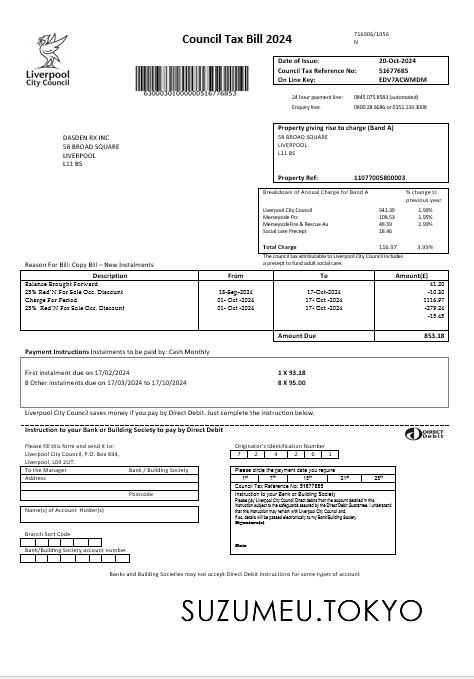 Council Tax Bill 2024
716906/1056
N
Liverpool
City Council
63000301000000516776853
Date of Issue: 20-Oct-2024
Council Tax Reference No: 51677685
On Line Key: EDV7ACWMDM
24 hour payment line: 0845 075 8583 (automated)
Enquiry line: 0800 28 3686 or 0151 233 3008
DASDEN RX INC
58 BROAD SQUARE
LIVERPOOL
L11 BS
Property giving rise to charge (Band A)
58 BROAD SQUARE
LIVERPOOL
L11 BS
Property Ref: 11077005800003
Breakdown of Annual Charge for Band A % change to
previous year
Liverpool City Council 941.39 1.99%
Merseyside Pcc 108.53 1.95%
Merseyside Fire & Rescue Au 48.59 1.99%
Social care Precept 18.46
Total Charge 116.97 3.99%
The council tax attributable to Liverpool City Council includes
a precept to fund adult social care.
Reason For Bill: Copy Bill – New Instalments
Description From To Amount(£)
Balance Brought Forward 41.20
25% Red'N For Sole Occ. Discount 18-Sep-2024 17-Oct-2024 -10.30
Charge For Period 01- Oct -2024 17- Oct-2024 1116.97
25% Red'N For Sole Occ. Discount 01- Oct -2024 17- Oct-2024 -279.24
-15.45
Amount Due 853.18
Payment Instructions Instalments to be paid by: Cash Monthly
First instalment due on 17/02/2024 1 X 93.18
8 Other instalments due on 17/03/2024 to 17/10/2024 8 X 95.00
Liverpool City Council saves money if you pay by Direct Debit. Just complete the instruction below.
Instruction to your Bank or Building Society to pay by Direct Debit
DIRECT
Debit
Please fill this form and send it to:
Liverpool City Council, P.O. Box 834,
Liverpool, L69 2UT.
Originator's Identification Number
7 2 4 2 6 1
To the Manager Bank / Building Society
Address
Postcode
Name(s) of Account Holder(s)
Branch Sort Code
Bank/Building Society account number
Please circle the payment date you require
1st 7th 15th 21st 25th
Council Tax Reference No: 51677685
Instruction to your Bank or Building Society
Please pay Liverpool City Council Direct debits from the account detailed in this
instruction subject to the safeguards assured by the Direct Debit Guarantee. I understand
that this instruction may remain with Liverpool City Council and,
if so, details will be passed electronically to my Bank/Building Society
Signature(s)
Date
Banks and Building Societies may not accept Direct Debit Instructions for some types of account
SUZUMEU.TOKYO